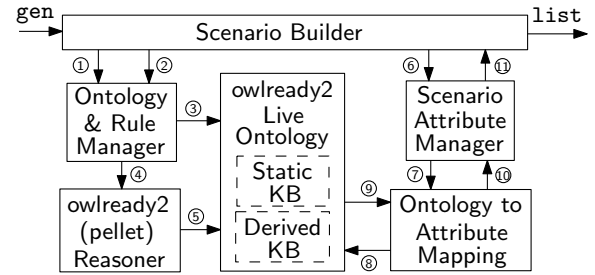 gen
list
Scenario Builder
① ② ⑥ ⑪
Ontology
& Rule
Manager
③
owlready2
Live
Ontology
Static
KB
Derived
KB
Scenario
Attribute
Manager
④ ⑦ ⑩
owlready2
(pellet)
Reasoner
⑤ ⑨ ⑧
Ontology to
Attribute
Mapping